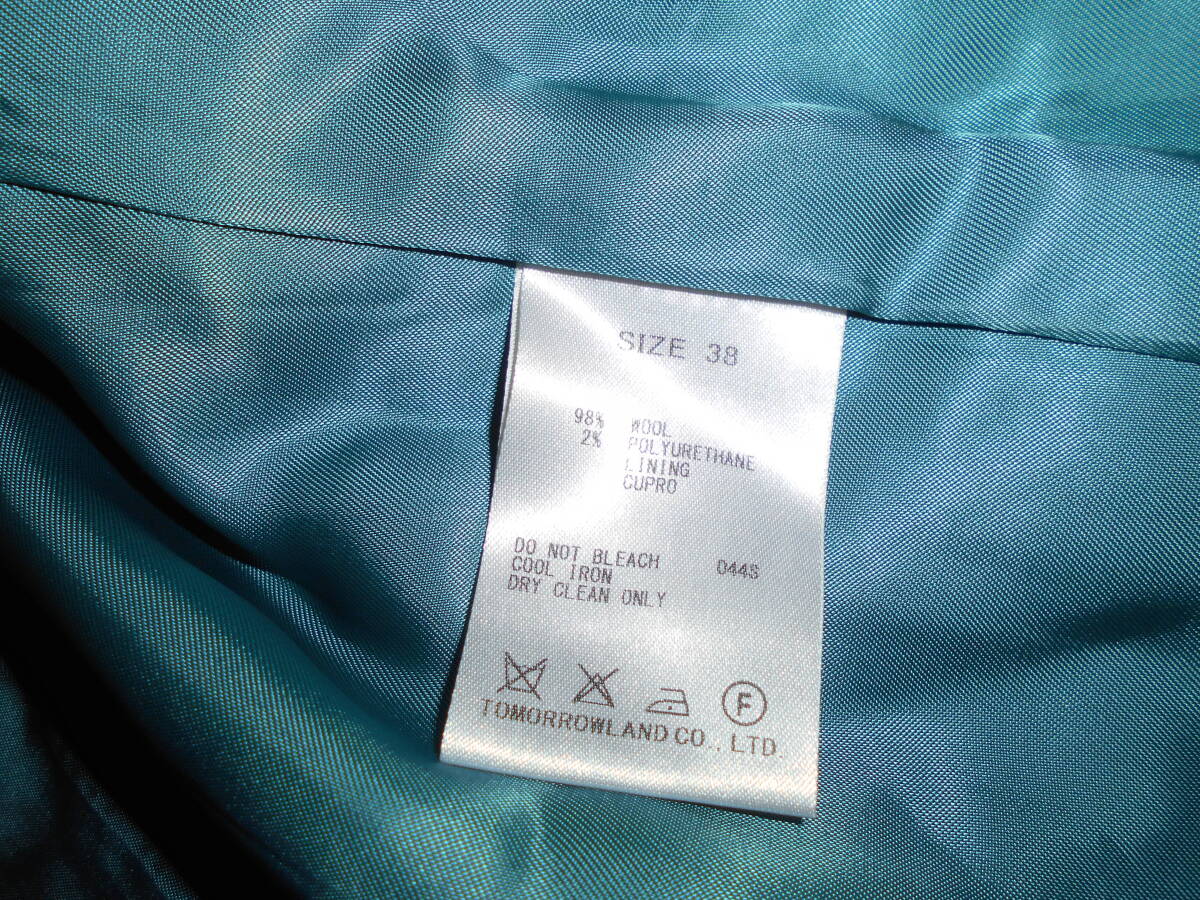 SIZE 38
98% WOOL
2% POLYURETHANE
LINING
CUPRO
DO NOT BLEACH 044S
COOL IRON
DRY CLEAN ONLY
F
TOMORROWLAND CO., LTD.